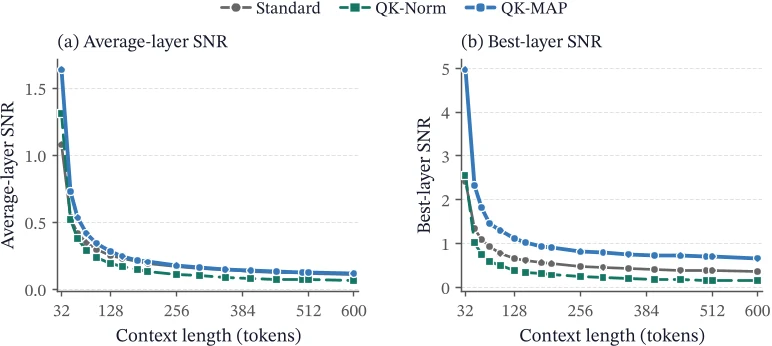 Standard QK-Norm QK-MAP
(a) Average-layer SNR
(b) Best-layer SNR
Average-layer SNR
1.5
1.0
0.5
0.0
32 128 256 384 512 600
Context length (tokens)
Best-layer SNR
5
4
3
2
1
0
32 128 256 384 512 600
Context length (tokens)